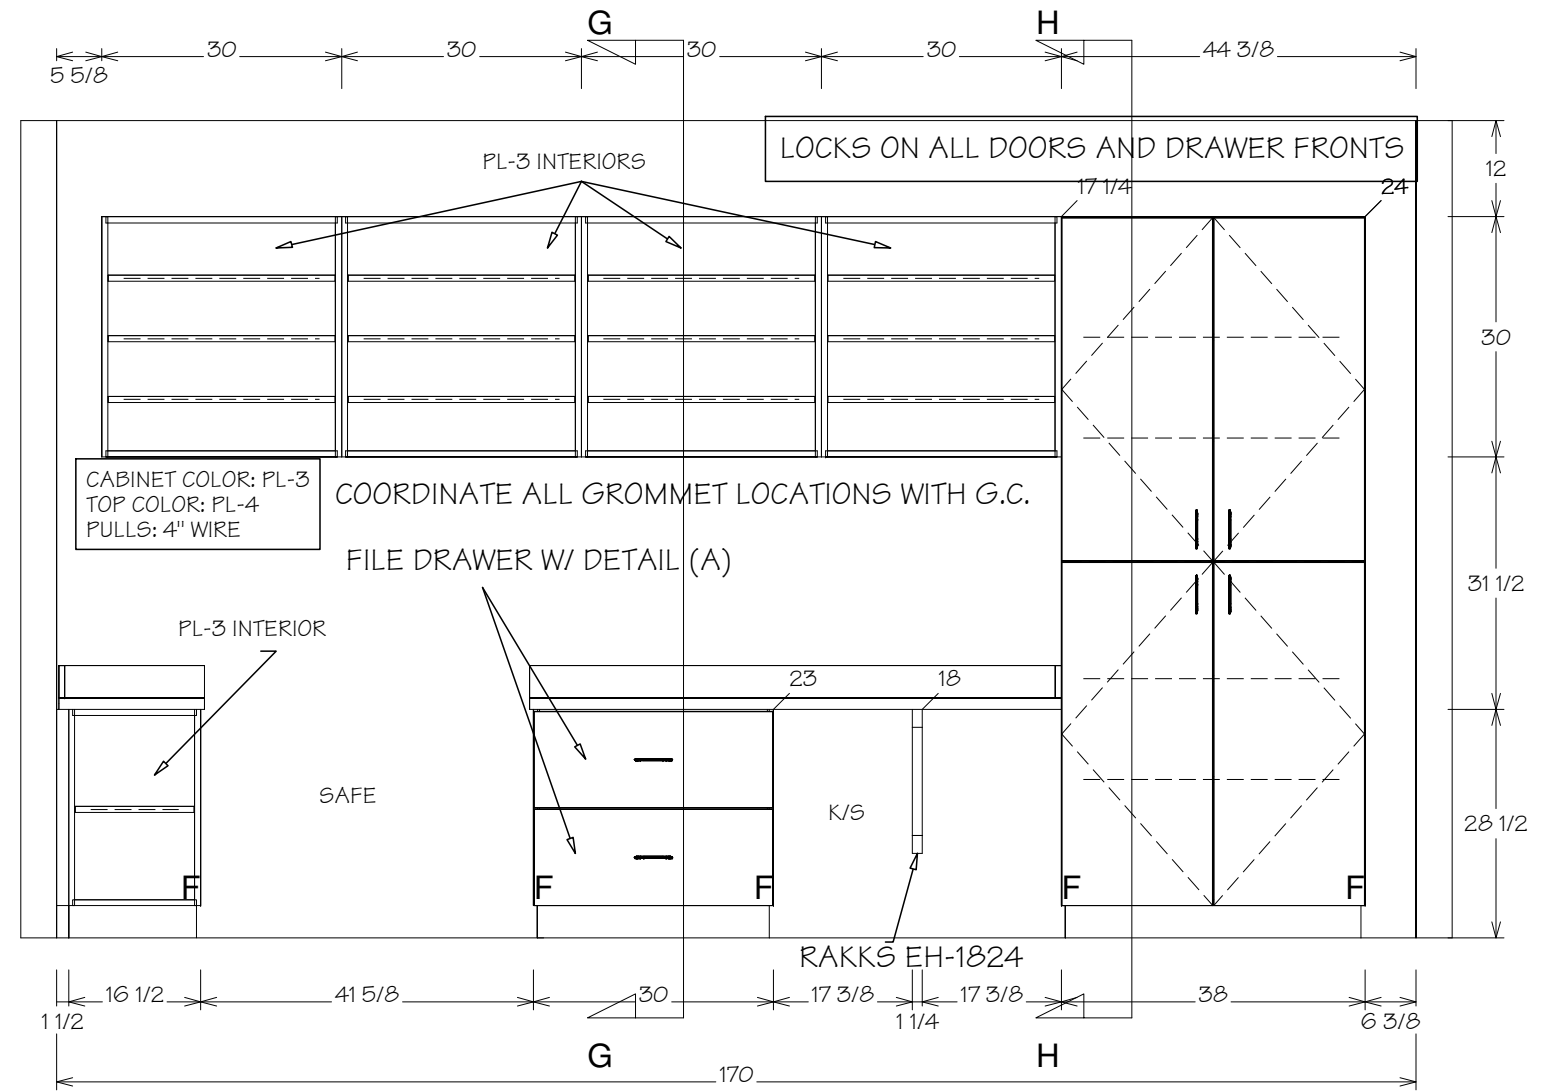 G
H
30
30
30
30
44 3/8
5 5/8
LOCKS ON ALL DOORS AND DRAWER FRONTS
PL-3 INTERIORS
12
17 1/4
24
30
CABINET COLOR: PL-3
TOP COLOR: PL-4
PULLS: 4" WIRE
COORDINATE ALL GROMMET LOCATIONS WITH G.C.
FILE DRAWER W/ DETAIL (A)
31 1/2
PL-3 INTERIOR
23
18
SAFE
K/S
28 1/2
F
F
F
F
F
RAKKS EH-1824
16 1/2
41 5/8
30
17 3/8
17 3/8
38
1 1/2
1 1/4
6 3/8
G
H
170